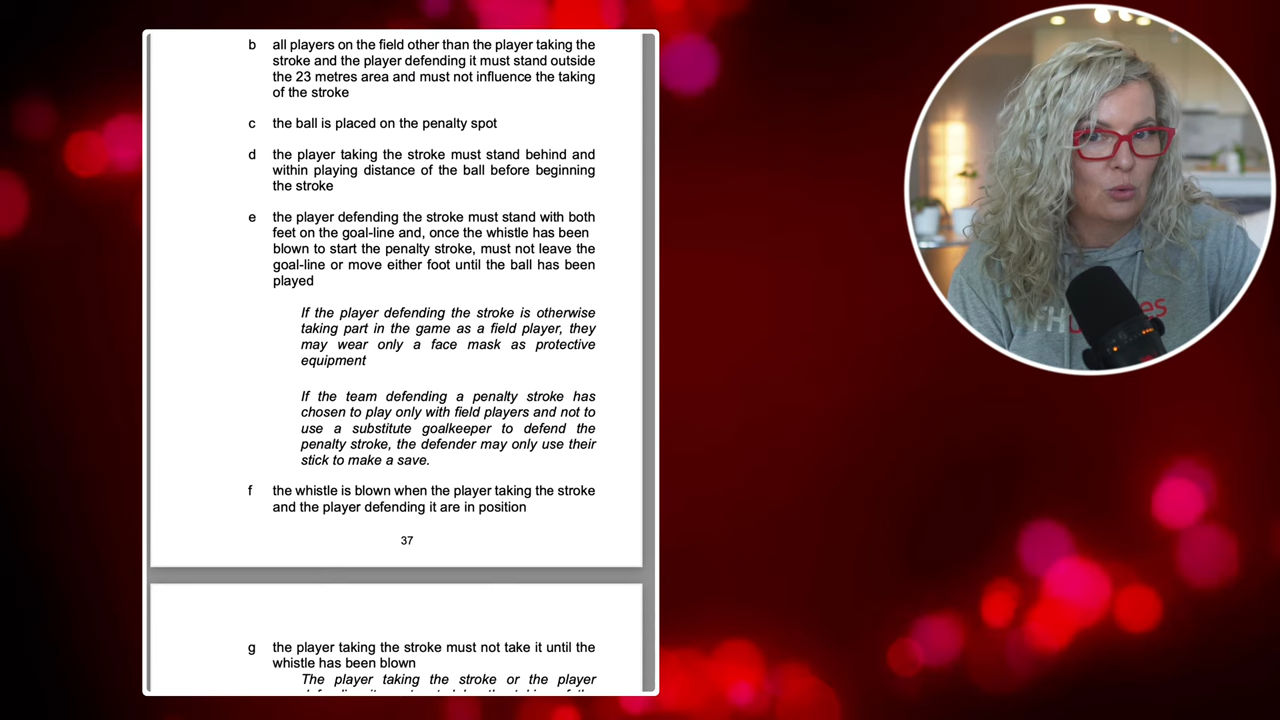 b all players on the field other than the player taking the
stroke and the player defending it must stand outside
the 23 metres area and must not influence the taking
of the stroke
c the ball is placed on the penalty spot
d the player taking the stroke must stand behind and
within playing distance of the ball before beginning
the stroke
e the player defending the stroke must stand with both
feet on the goal-line and, once the whistle has been
blown to start the penalty stroke, must not leave the
goal-line or move either foot until the ball has been
played
If the player defending the stroke is otherwise
taking part in the game as a field player, they
may wear only a face mask as protective
equipment
If the team defending a penalty stroke has
chosen to play only with field players and not to
use a substitute goalkeeper to defend the
penalty stroke, the defender may only use their
stick to make a save.
f the whistle is blown when the player taking the stroke
and the player defending it are in position
37
g the player taking the stroke must not take it until the
whistle has been blown
The player taking the stroke or the player